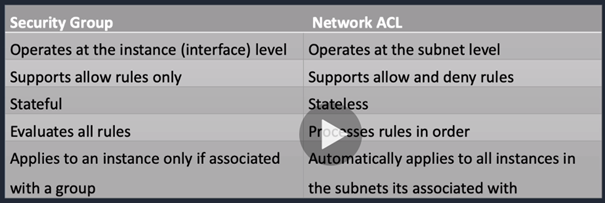 Security Group Network ACL
Operates at the instance (interface) level Operates at the subnet level
Supports allow rules only Supports allow and deny rules
Stateful Stateless
Evaluates all rules Processes rules in order
Applies to an instance only if associated Automatically applies to all instances in
with a group the subnets its associated with